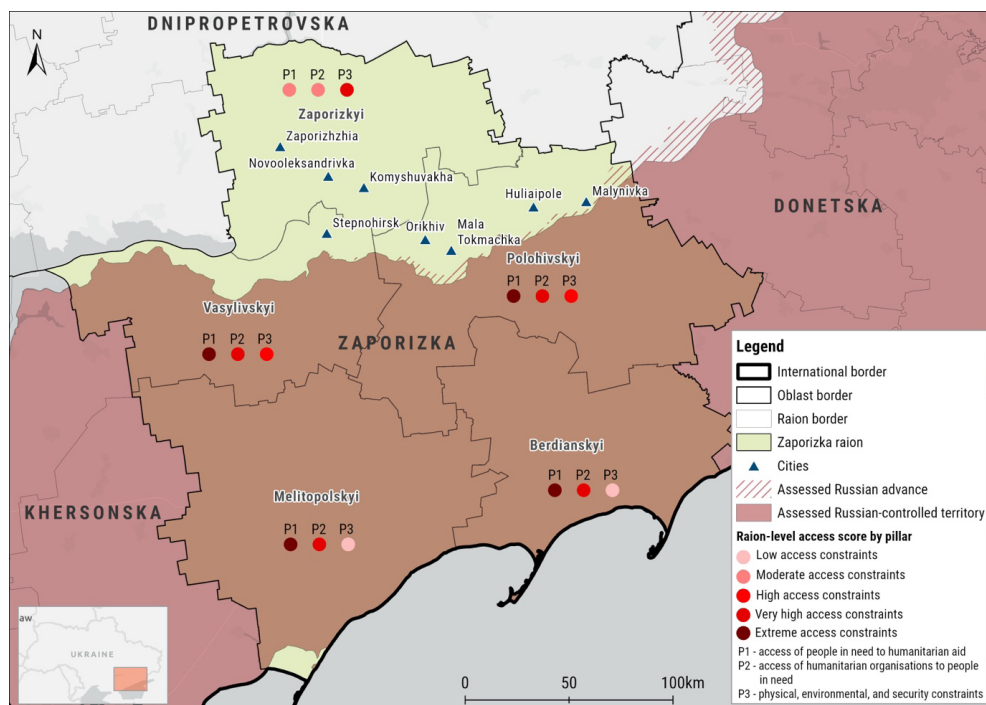 DNIPROPETROVSKA
N
P1 P2 P3
Zaporizkyi
Zaporizhzhia
Novooleksandrivka
Komyshuvakha
Huliaipole
Malynivka
Stepnohirsk
Orikhiv
Mala
Tokmachka
DONETSKA
Polohivskyi
P1 P2 P3
Vasylivskyi
P1 P2 P3
ZAPORIZKA
Berdianskyi
P1 P2 P3
Melitopolskyi
P1 P2 P3
KHERSONSKA
Legend
International border
Oblast border
Raion border
Zaporizka raion
Cities
Assessed Russian advance
Assessed Russian-controlled territory
Raion-level access score by pillar
Low access constraints
Moderate access constraints
High access constraints
Very high access constraints
Extreme access constraints
P1 - access of people in need to humanitarian aid
P2 - access of humanitarian organisations to people
in need
P3 - physical, environmental, and security constraints
aw
UKRAINE
0 50 100km